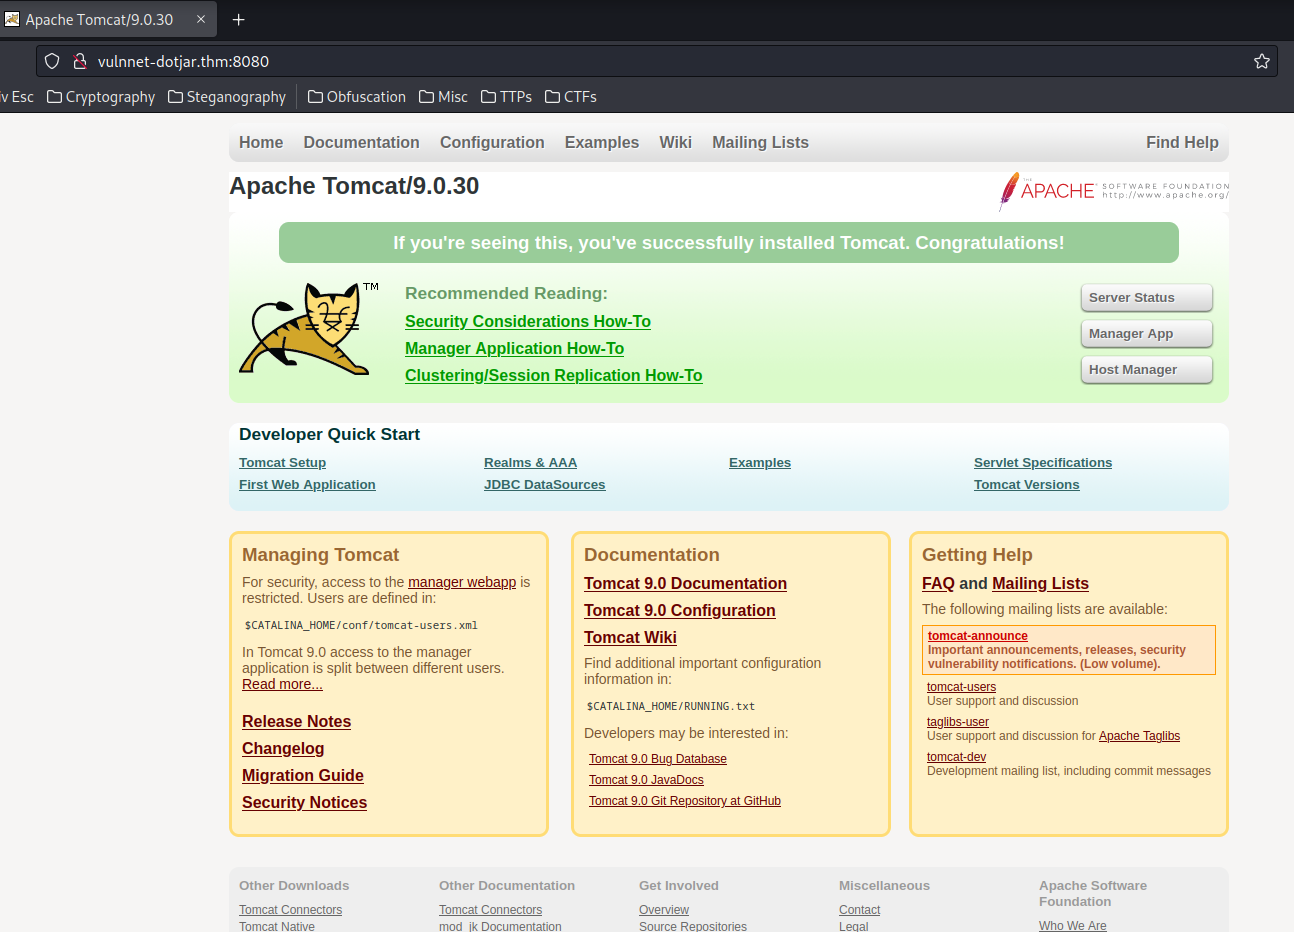 Apache Tomcat/9.0.30
vulnnet-dotjar.thm:8080
iv Esc Cryptography Steganography Obfuscation Misc TTPs CTFs
Home Documentation Configuration Examples Wiki Mailing Lists Find Help
Apache Tomcat/9.0.30
THE
APACHE SOFTWARE FOUNDATION
http://www.apache.org/
If you're seeing this, you've successfully installed Tomcat. Congratulations!
TM
Recommended Reading:
Security Considerations How-To
Manager Application How-To
Clustering/Session Replication How-To
Server Status
Manager App
Host Manager
Developer Quick Start
Tomcat Setup
First Web Application
Realms & AAA
JDBC DataSources
Examples
Servlet Specifications
Tomcat Versions
Managing Tomcat
For security, access to the manager webapp is
restricted. Users are defined in:
$CATALINA_HOME/conf/tomcat-users.xml
In Tomcat 9.0 access to the manager
application is split between different users.
Read more...
Release Notes
Changelog
Migration Guide
Security Notices
Documentation
Tomcat 9.0 Documentation
Tomcat 9.0 Configuration
Tomcat Wiki
Find additional important configuration
information in:
$CATALINA_HOME/RUNNING.txt
Developers may be interested in:
Tomcat 9.0 Bug Database
Tomcat 9.0 JavaDocs
Tomcat 9.0 Git Repository at GitHub
Getting Help
FAQ and Mailing Lists
The following mailing lists are available:
tomcat-announce
Important announcements, releases, security
vulnerability notifications. (Low volume).
tomcat-users
User support and discussion
taglibs-user
User support and discussion for Apache Taglibs
tomcat-dev
Development mailing list, including commit messages
Other Downloads
Tomcat Connectors
Tomcat Native
Other Documentation
Tomcat Connectors
mod_jk Documentation
Get Involved
Overview
Source Repositories
Miscellaneous
Contact
Legal
Apache Software
Foundation
Who We Are